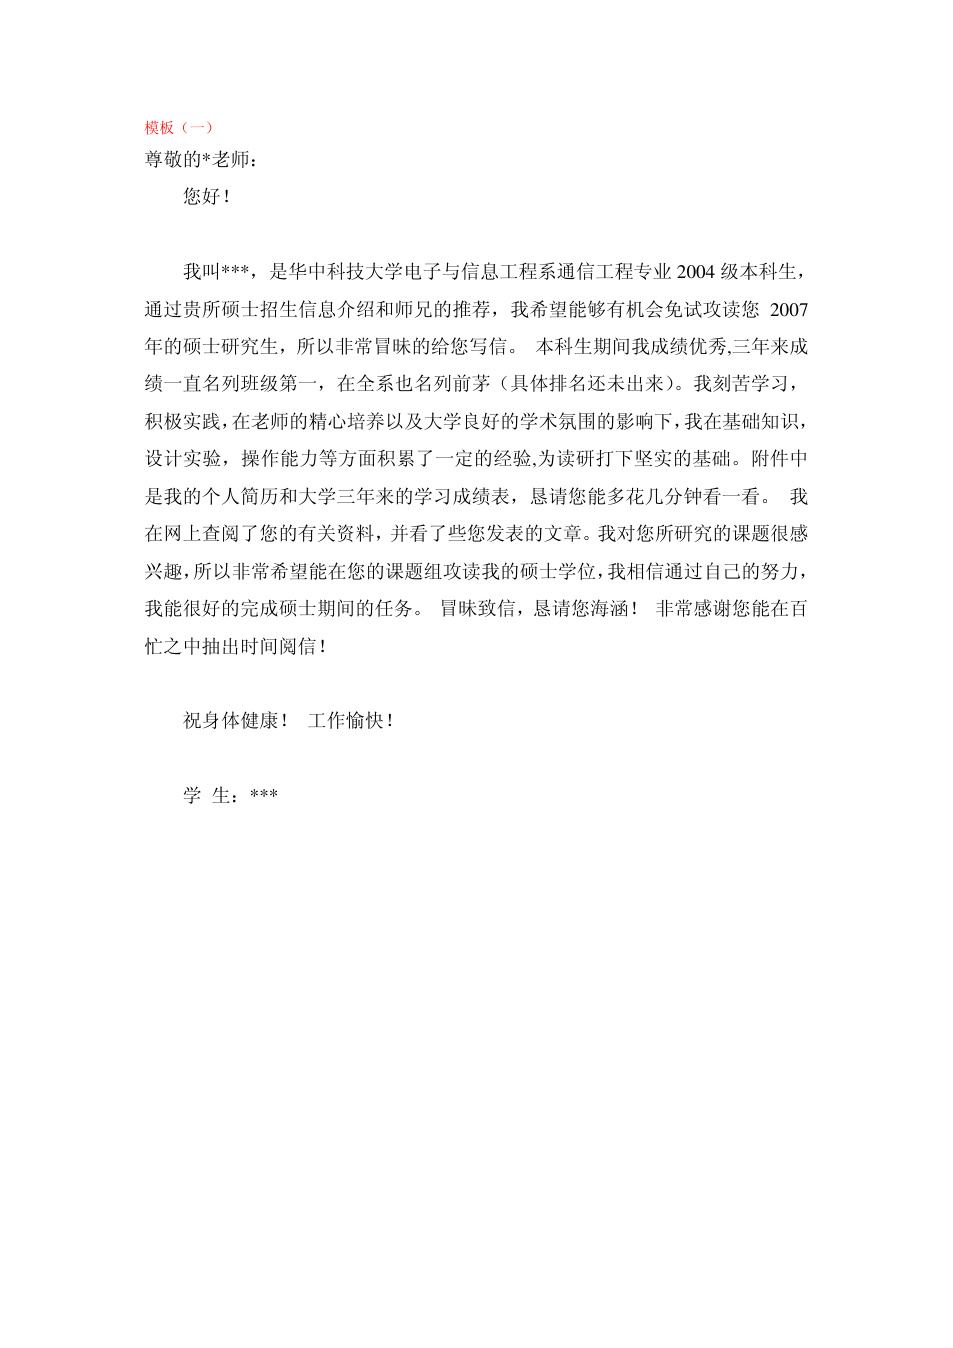 模板（一）
尊敬的*老师：
您好！
我叫***，是华中科技大学电子与信息工程系通信工程专业 2004 级本科生，
通过贵所硕士招生信息介绍和师兄的推荐，我希望能够有机会免试攻读您 2007
年的硕士研究生，所以非常冒昧的给您写信。 本科生期间我成绩优秀,三年来成
绩一直名列班级第一，在全系也名列前茅（具体排名还未出来）。我刻苦学习，
积极实践，在老师的精心培养以及大学良好的学术氛围的影响下，我在基础知识，
设计实验，操作能力等方面积累了一定的经验,为读研打下坚实的基础。附件中
是我的个人简历和大学三年来的学习成绩表，恳请您能多花几分钟看一看。 我
在网上查阅了您的有关资料，并看了些您发表的文章。我对您所研究的课题很感
兴趣，所以非常希望能在您的课题组攻读我的硕士学位，我相信通过自己的努力，
我能很好的完成硕士期间的任务。 冒昧致信，恳请您海涵！ 非常感谢您能在百
忙之中抽出时间阅信！
祝身体健康！ 工作愉快！
学 生：***